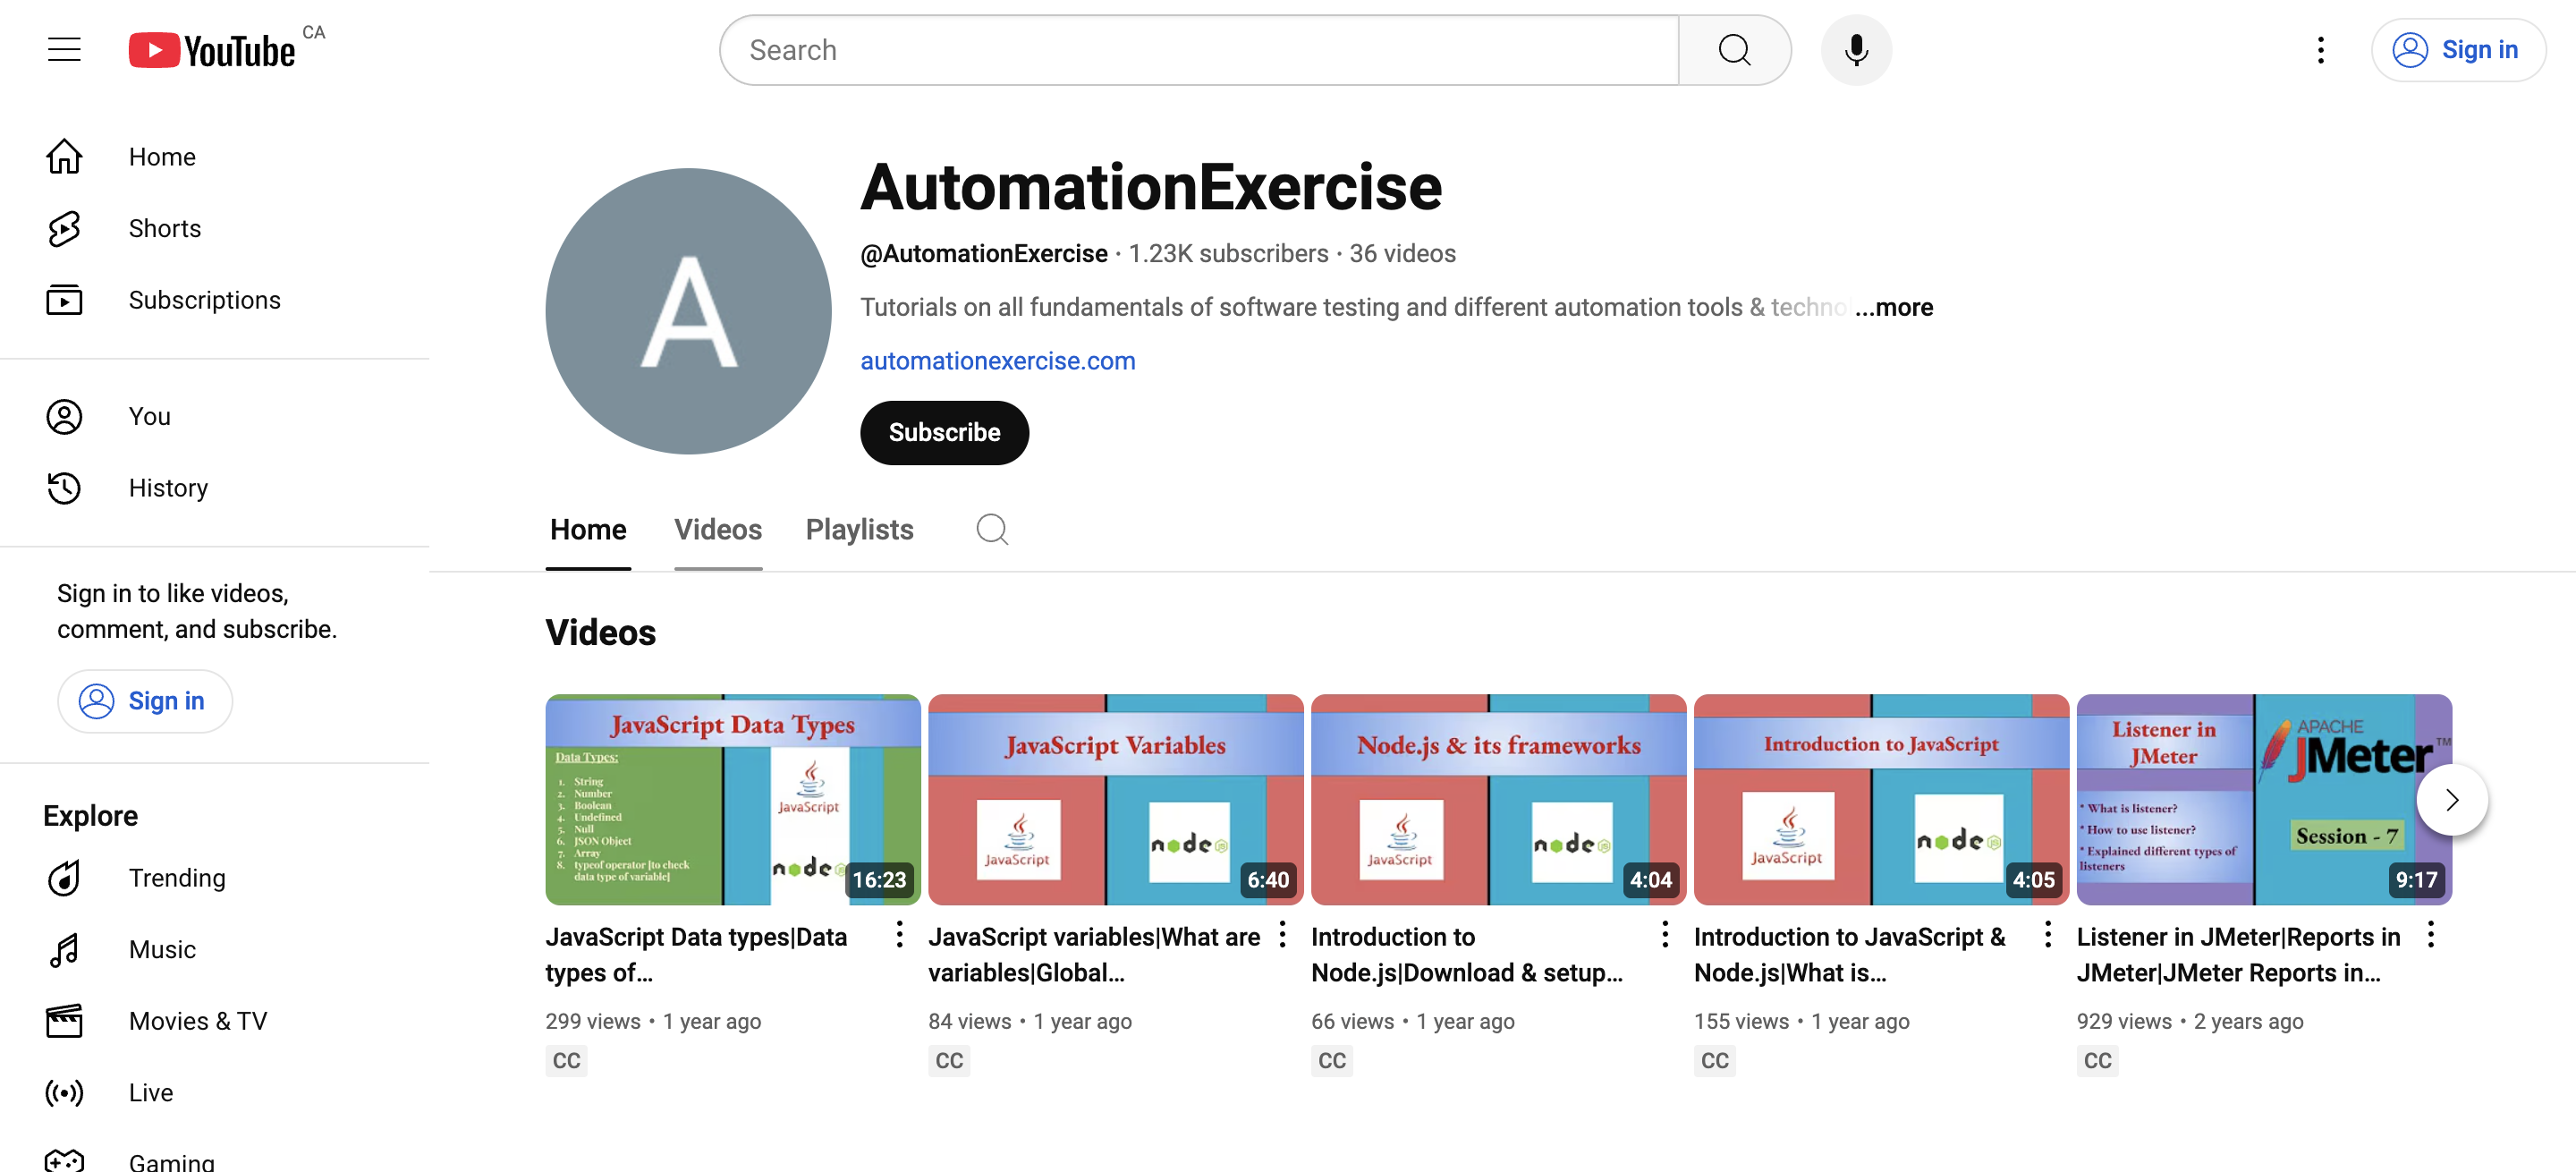 YouTube CA
Search
Sign in
Home
Shorts
Subscriptions
You
History
Sign in to like videos,
comment, and subscribe.
Sign in
Explore
Trending
Music
Movies & TV
Live
Gaming
A
AutomationExercise
@AutomationExercise · 1.23K subscribers · 36 videos
Tutorials on all fundamentals of software testing and different automation tools & techno ...more
automationexercise.com
Subscribe
Home
Videos
Playlists
Videos
JavaScript Data Types
Data Types:
1. String
2. Number
3. Boolean
4. Undefined
5. Null
6. JSON Object
7. Array
8. typeof operator [to check
data type of variable]
JavaScript
node JS
16:23
JavaScript Data types|Data
types of...
299 views • 1 year ago
CC
JavaScript Variables
JavaScript
node JS
6:40
JavaScript variables|What are
variables|Global...
84 views • 1 year ago
CC
Node.js & its frameworks
JavaScript
node JS
4:04
Introduction to
Node.js|Download & setup...
66 views • 1 year ago
CC
Introduction to JavaScript
JavaScript
node JS
4:05
Introduction to JavaScript &
Node.js|What is...
155 views • 1 year ago
CC
Listener in
JMeter
* What is listener?
* How to use listener?
* Explained different types of
listeners
APACHE
JMeter™
Session - 7
9:17
Listener in JMeter|Reports in
JMeter|JMeter Reports in...
929 views • 2 years ago
CC